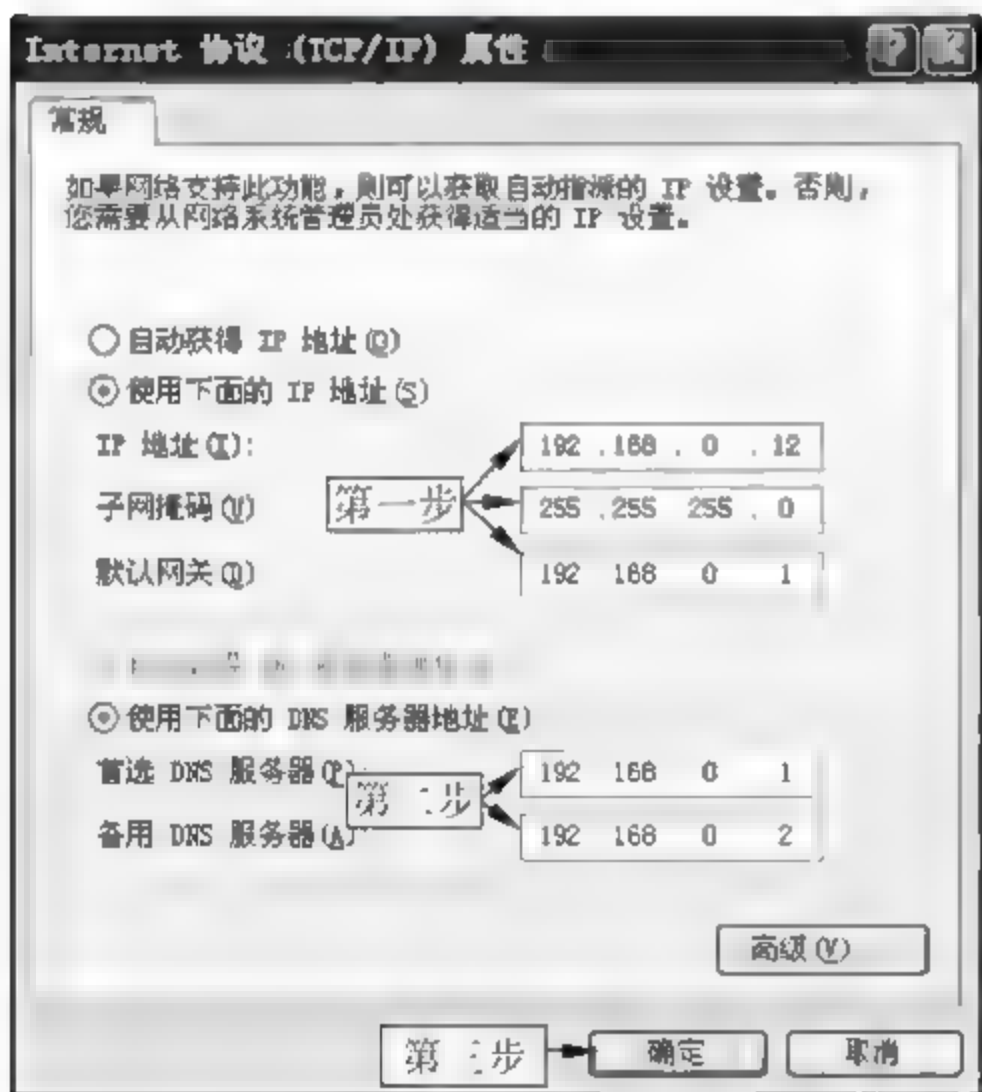 Internet 协议 (TCP/IP) 属性
常规
如果网络支持此功能，则可以获取自动指派的 IP 设置。否则，
您需要从网络系统管理员处获得适当的 IP 设置。
自动获得 IP 地址(O)
使用下面的 IP 地址(S)
IP 地址(I): 192 .168 . 0 . 12
子网掩码(U) 255 .255 255 . 0
第一步
默认网关(D) 192 168 0 1
使用下面的 DNS 服务器地址(E)
首选 DNS 服务器(P): 192 168 0 1
第 步
备用 DNS 服务器(A) 192 168 0 2
高级(V)
第 步 确定 取消